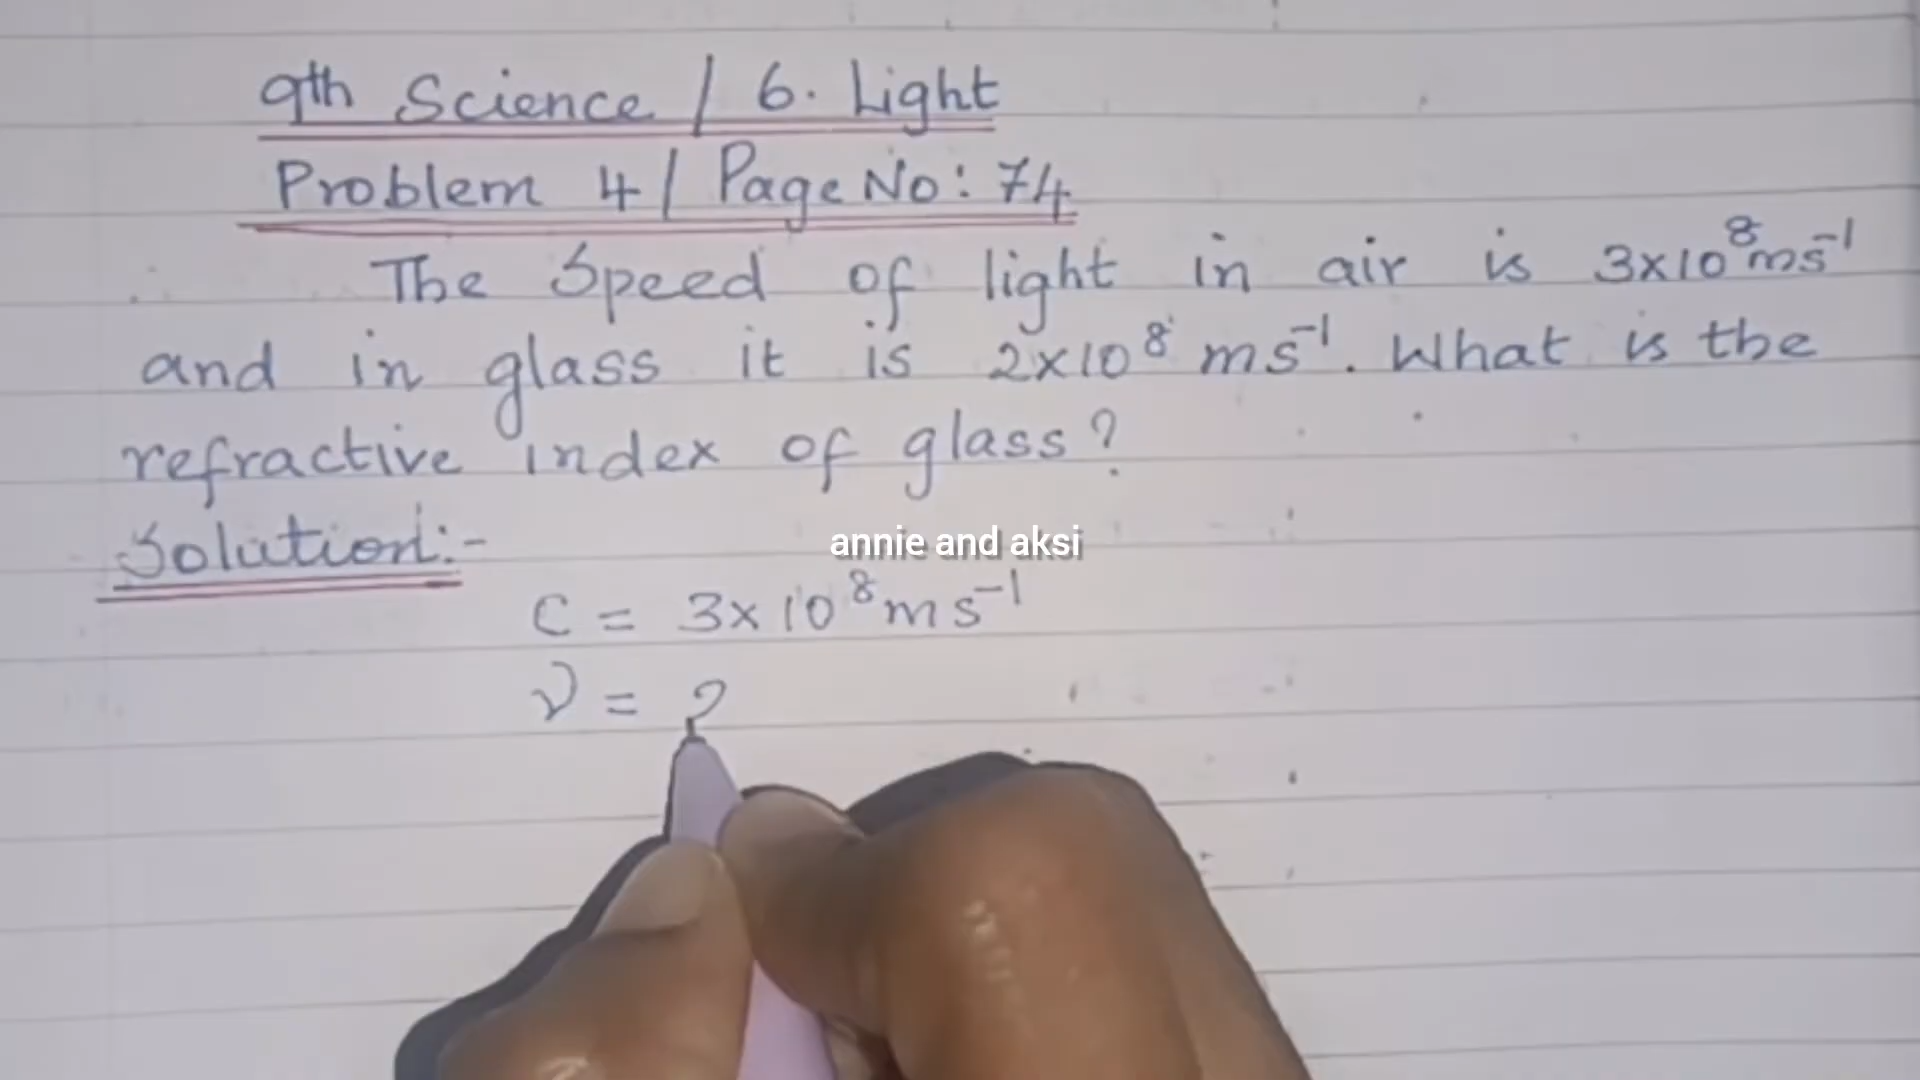 9th Science / 6. Light
Problem 4 / Page No: 74
The Speed of light in air is 3x10⁸ms⁻¹
and in glass it is 2x10⁸ ms⁻¹. What is the
refractive index of glass?
Solution:-
annie and aksi
C = 3x10⁸ms⁻¹
ν = 2